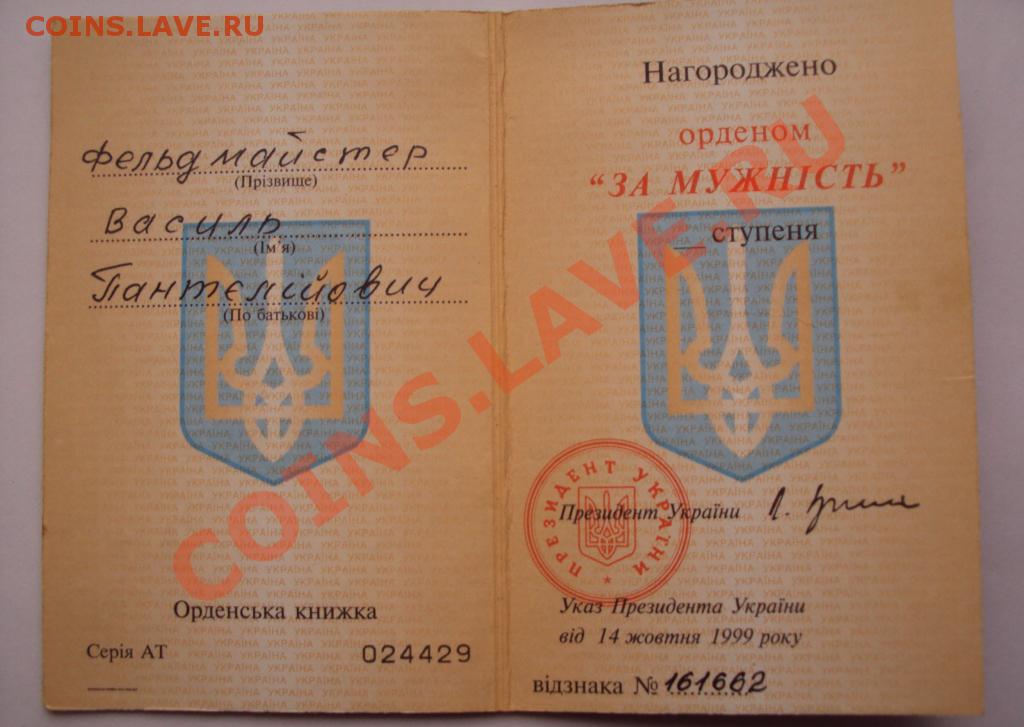 COINS.LAVE.RU
Фельдмайстер
(Прізвище)
Василь
(Ім'я)
Пантелійович
(По батькові)
Орденська книжка
Серія АТ
024429
Нагороджено
орденом
“ЗА МУЖНІСТЬ”
__ ступеня
ПРЕЗИДЕНТ УКРАЇНИ
Президент України
Указ Президента України
від 14 жовтня 1999 року
відзнака № 161662
COINS.LAVE.RU